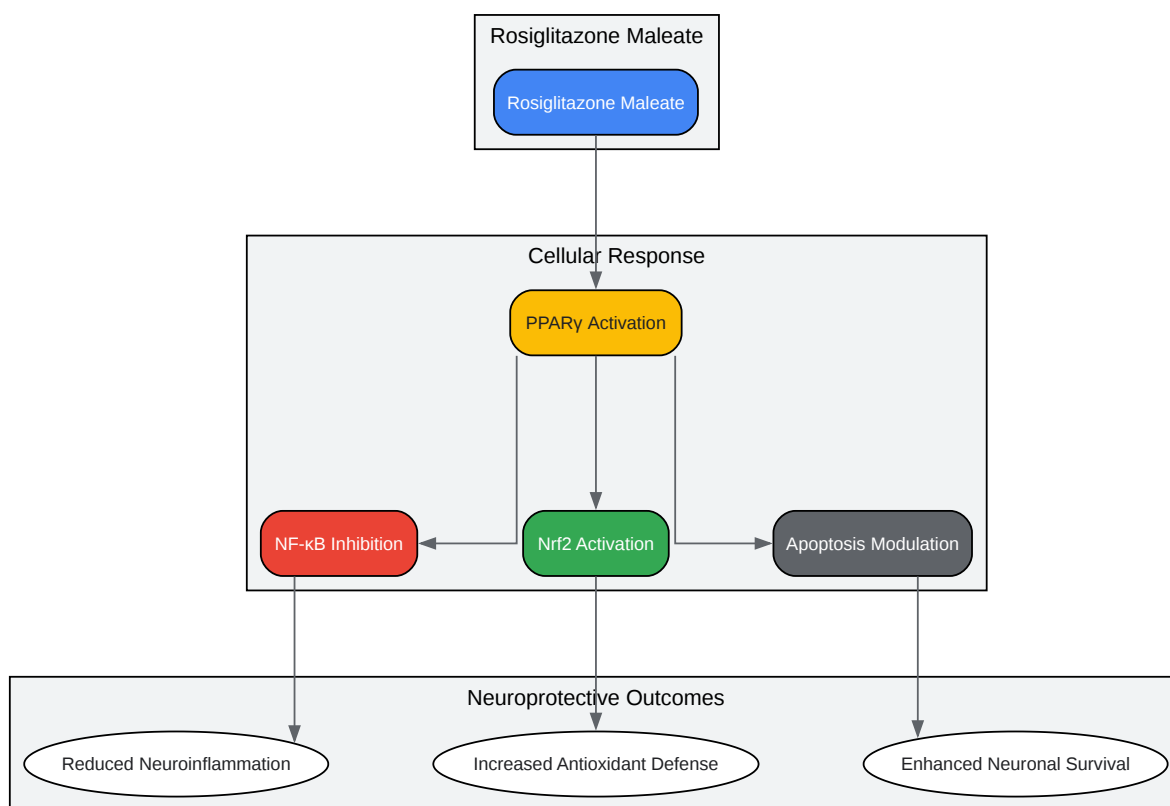 Rosiglitazone Maleate
Rosiglitazone Maleate
Cellular Response
PPARγ Activation
NF-κB Inhibition
Nrf2 Activation
Apoptosis Modulation
Neuroprotective Outcomes
Reduced Neuroinflammation
Increased Antioxidant Defense
Enhanced Neuronal Survival